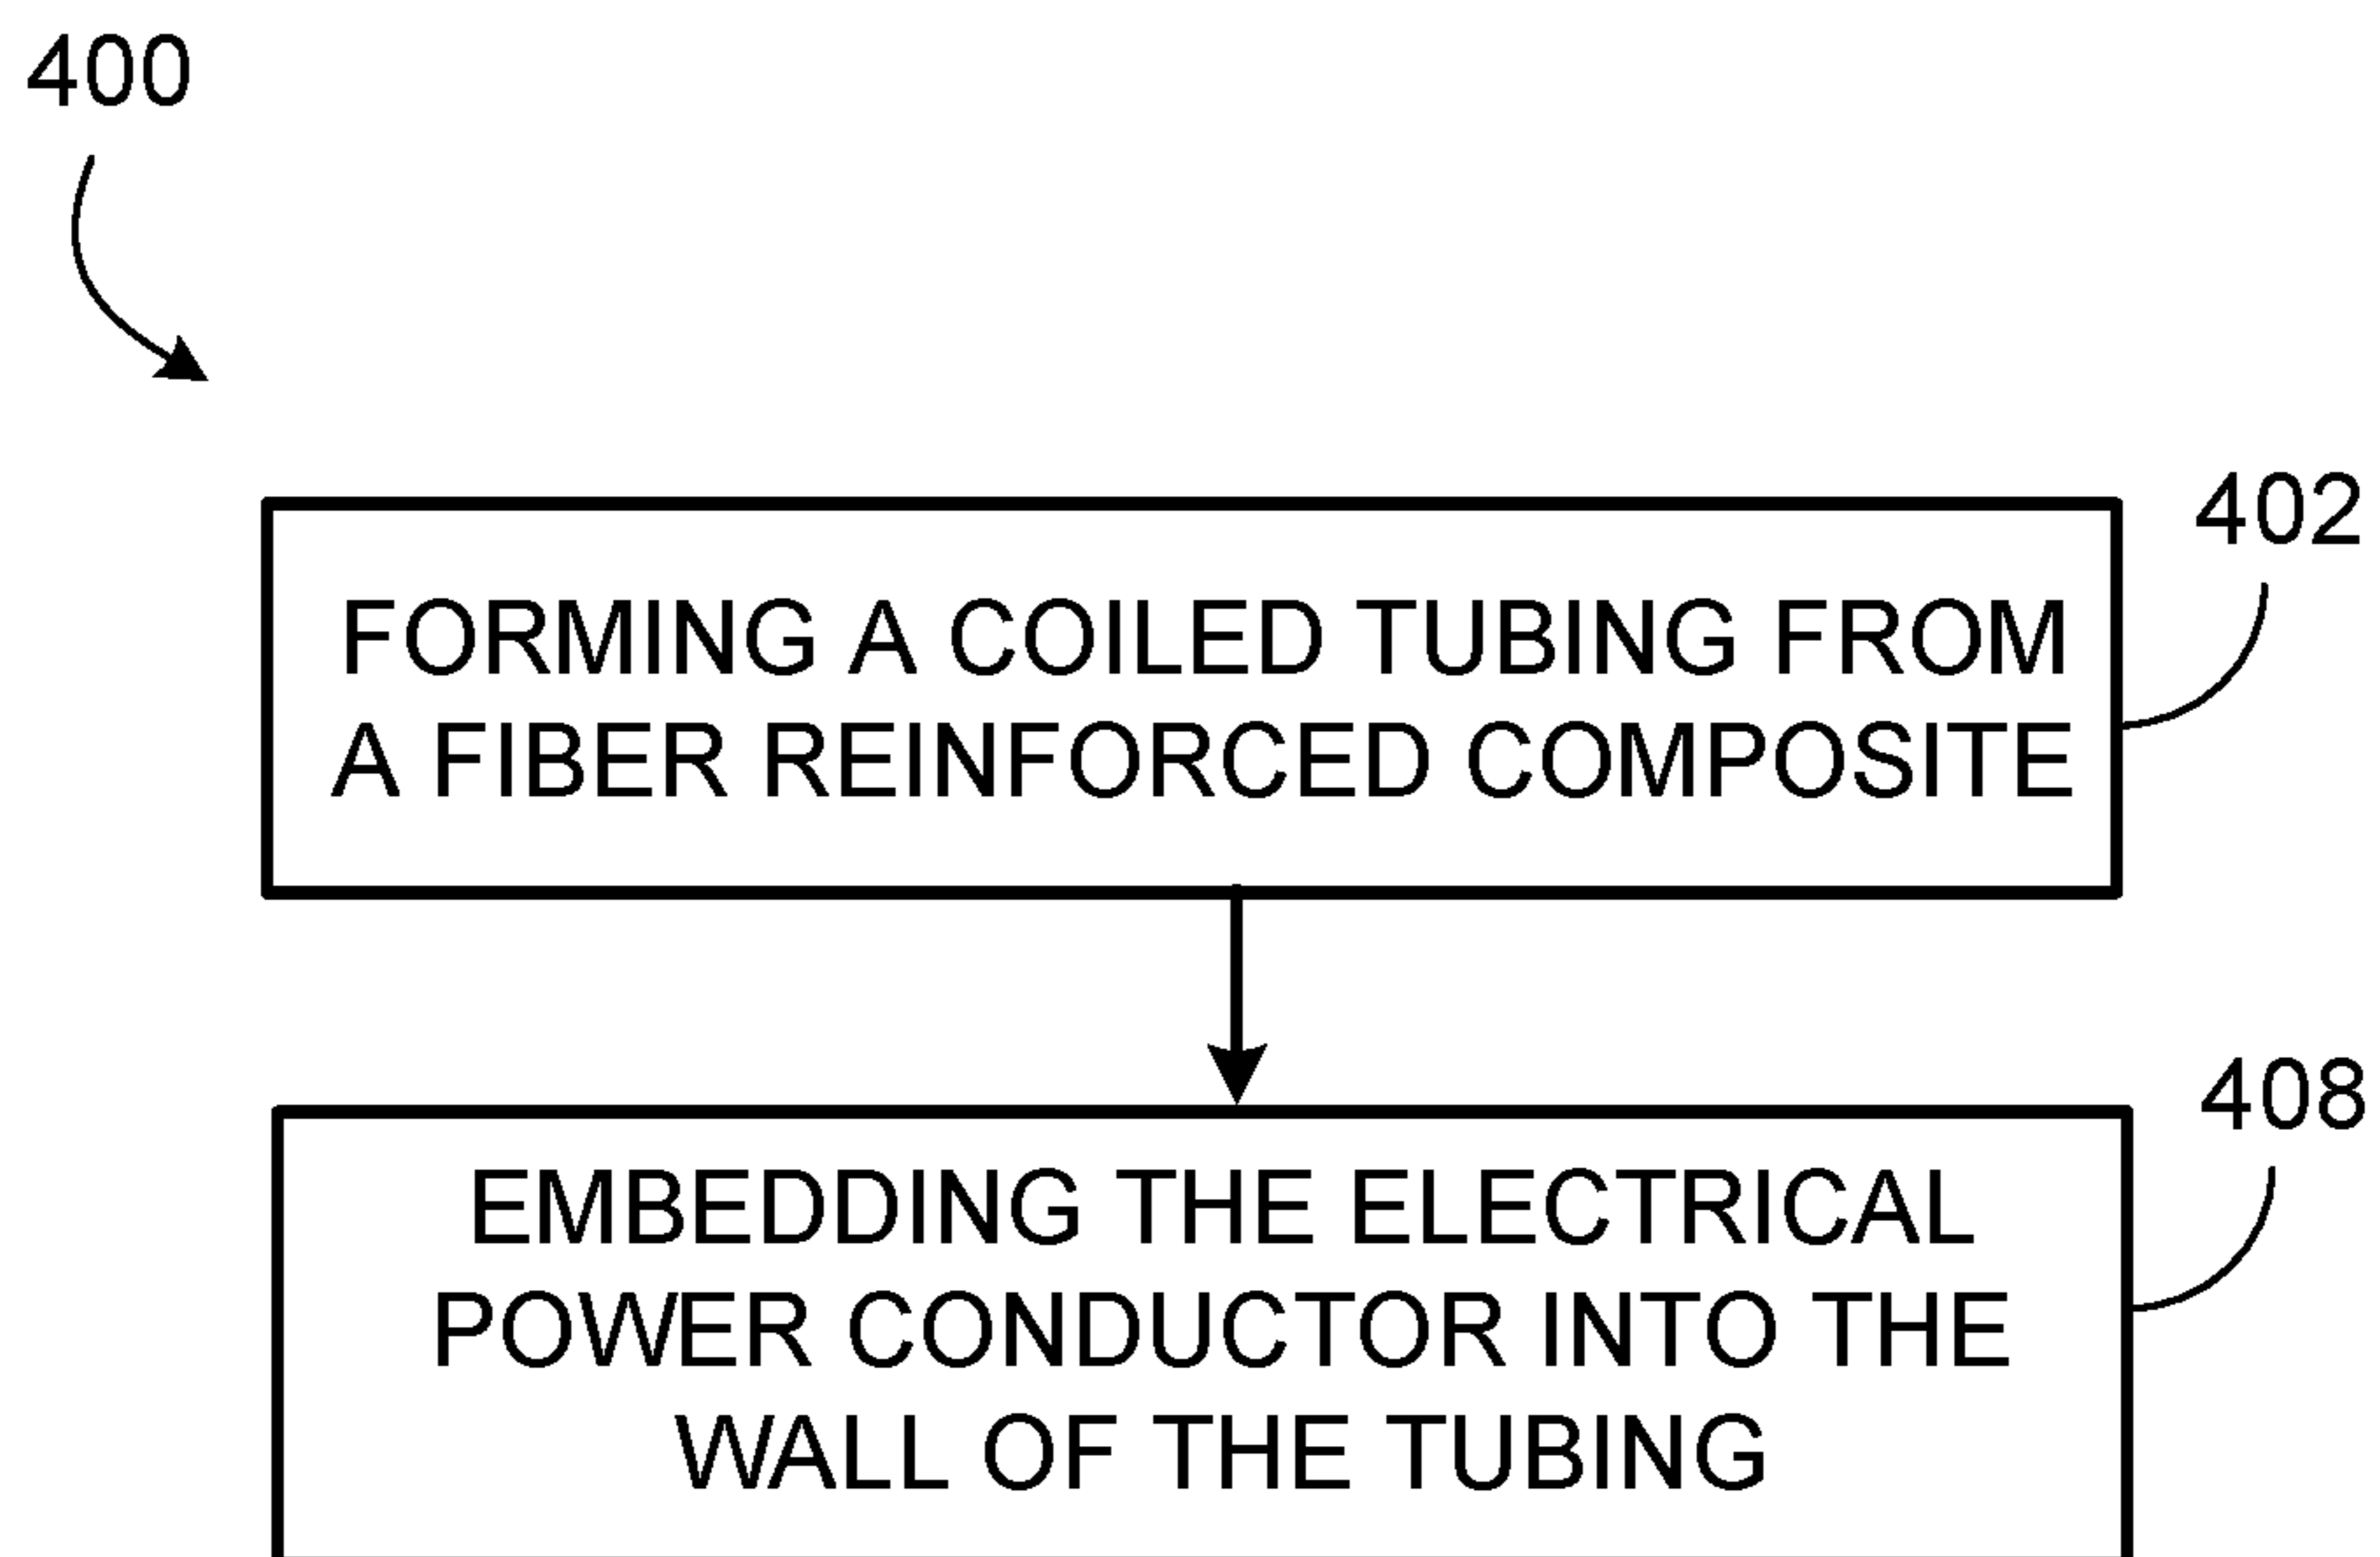 400
402
FORMING A COILED TUBING FROM
A FIBER REINFORCED COMPOSITE
408
EMBEDDING THE ELECTRICAL
POWER CONDUCTOR INTO THE
WALL OF THE TUBING